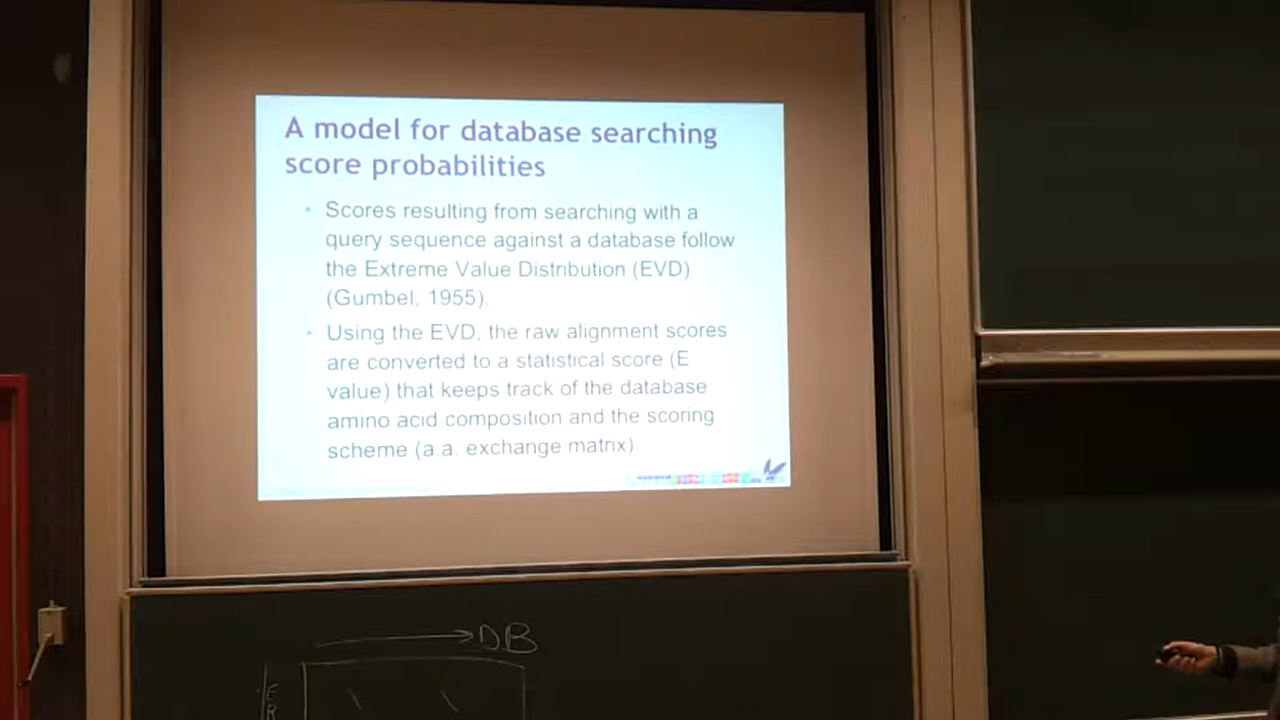 A model for database searching
score probabilities
• Scores resulting from searching with a
query sequence against a database follow
the Extreme Value Distribution (EVD)
(Gumbel, 1955).
• Using the EVD, the raw alignment scores
are converted to a statistical score (E
value) that keeps track of the database
amino acid composition and the scoring
scheme (a.a. exchange matrix)
DB
E
R